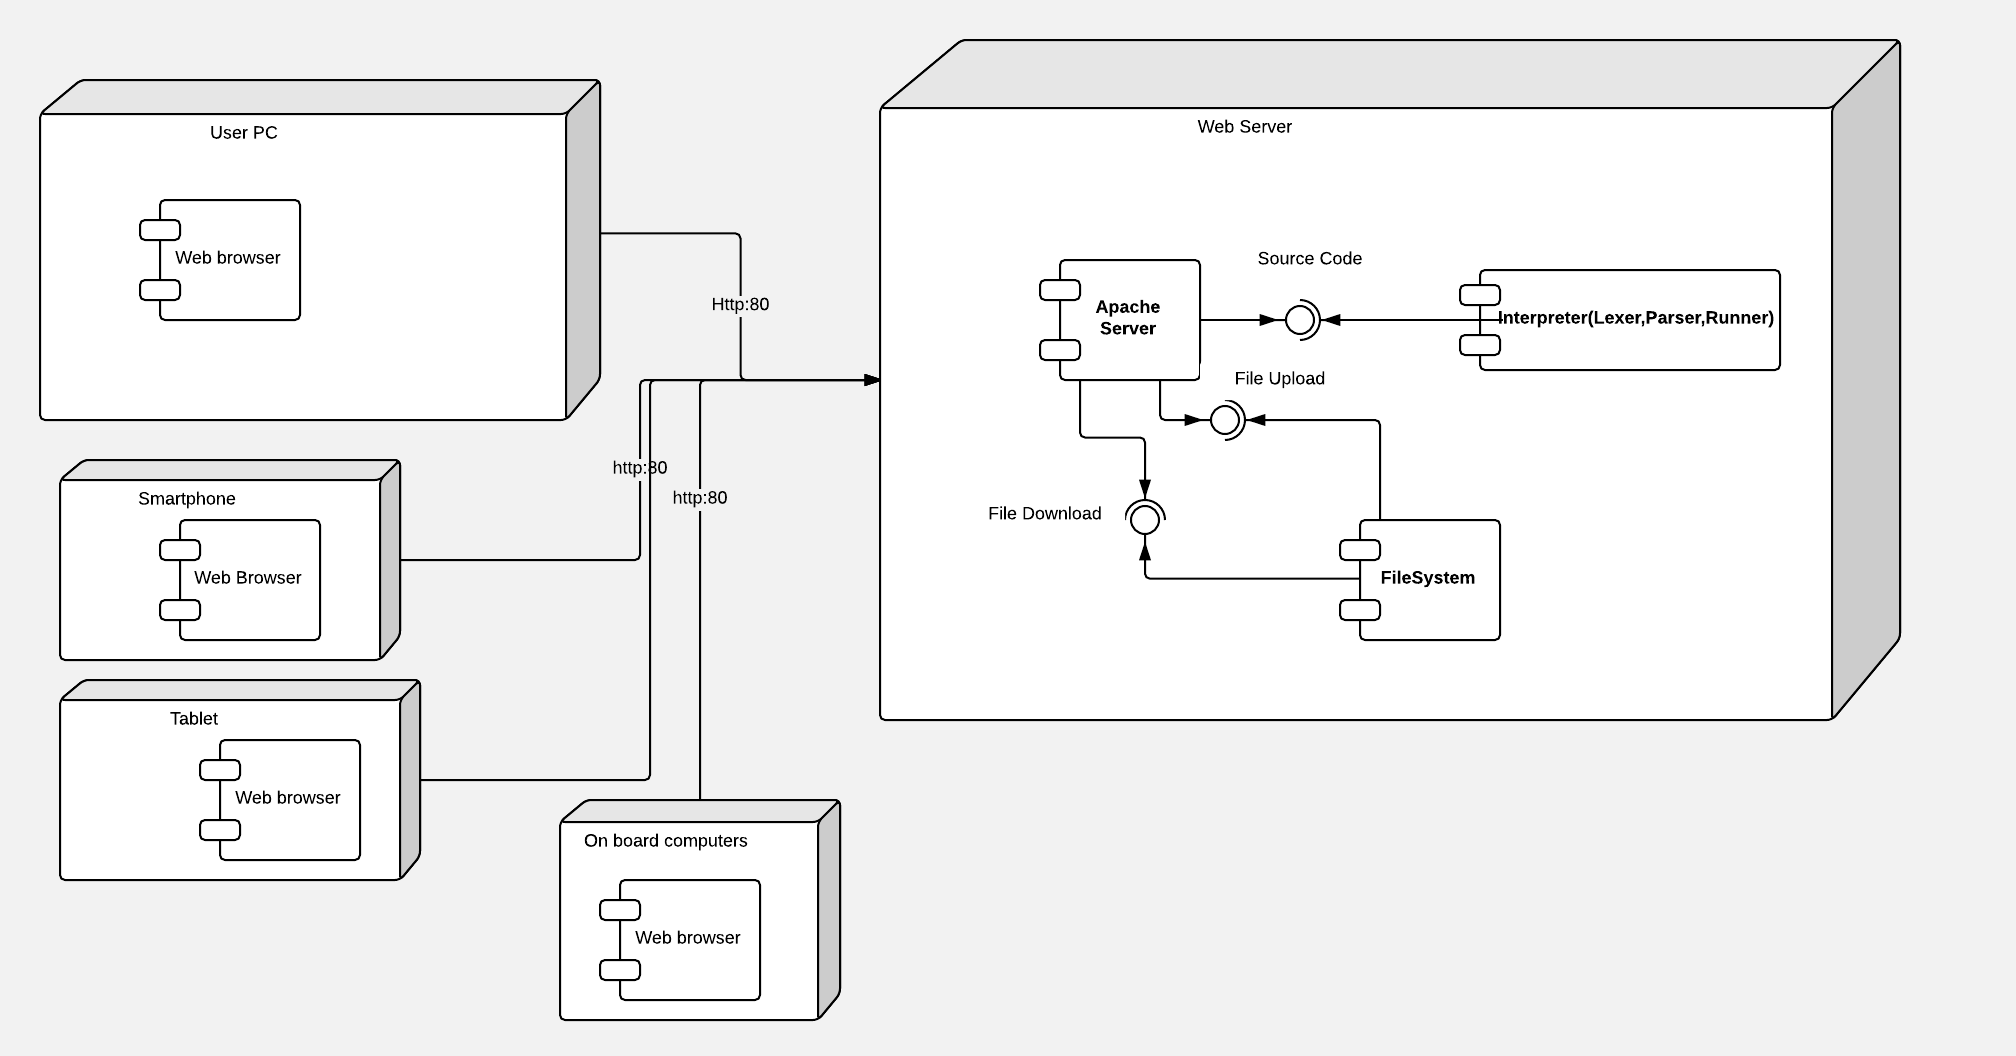 User PC
Web browser
Http:80
Smartphone
Web Browser
http:80
http:80
Tablet
Web browser
On board computers
Web browser
Web Server
Source Code
Apache
Server
Interpreter(Lexer,Parser,Runner)
File Upload
File Download
FileSystem